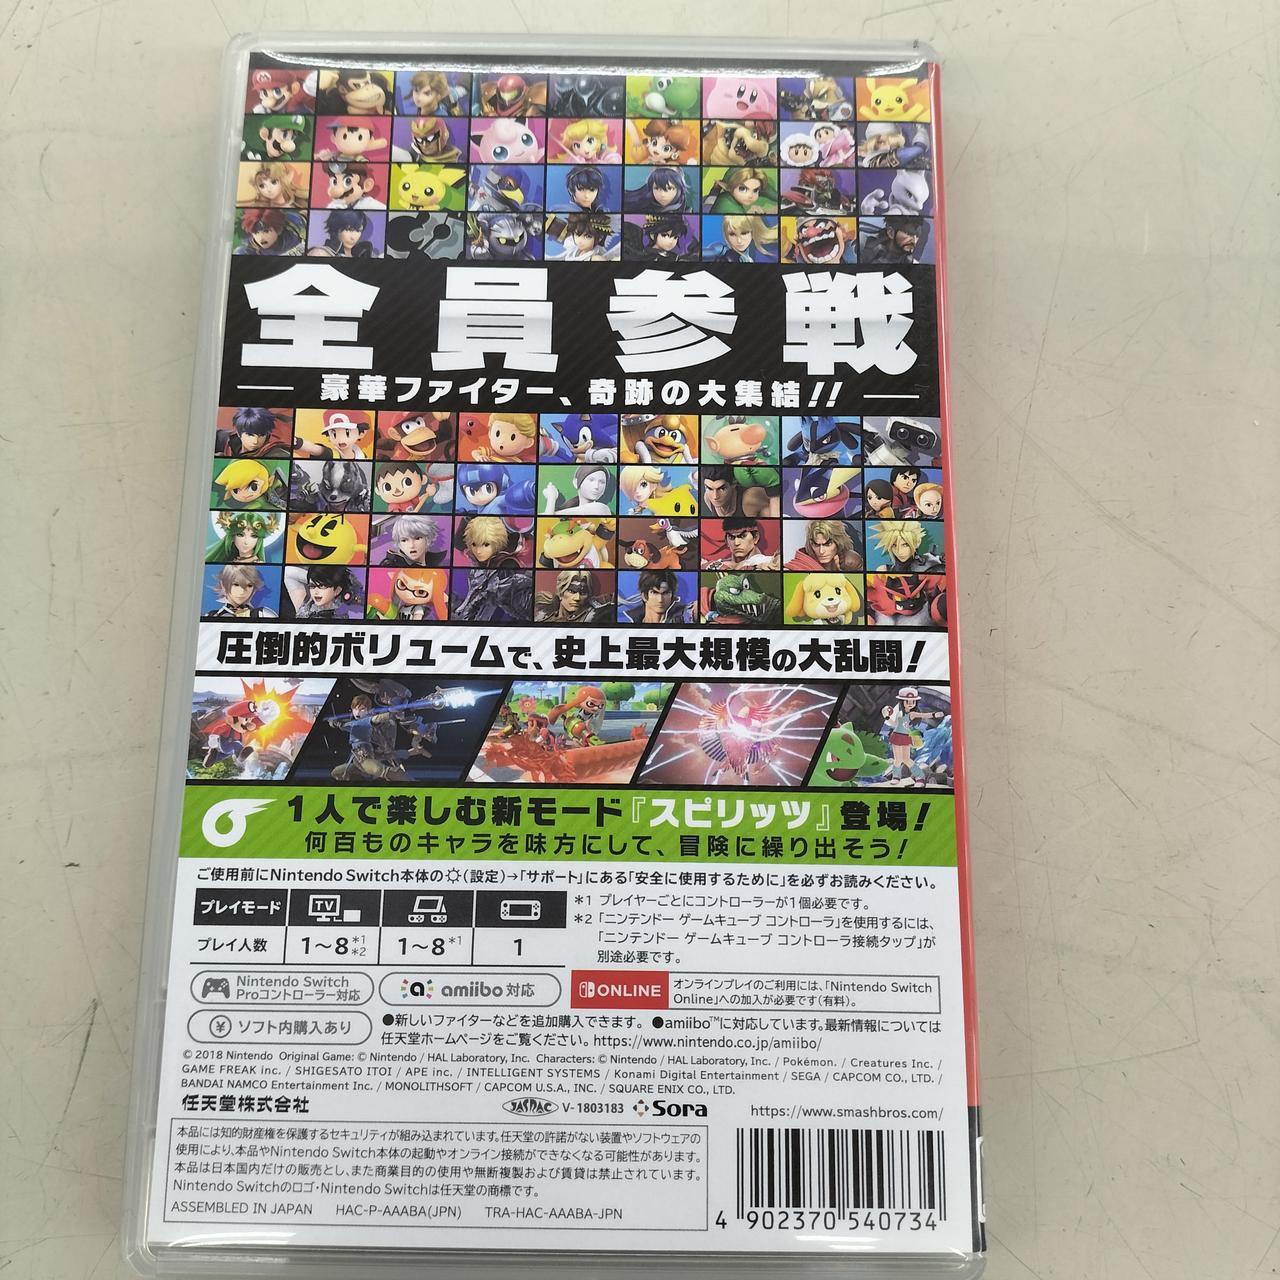 全員参戦
豪華ファイター、奇跡の大集結!!
圧倒的ボリュームで、史上最大規模の大乱闘!
1人で楽しむ新モード『スピリッツ』登場!
何百ものキャラを味方にして、冒険に繰り出そう!
ご使用前にNintendo Switch本体の(設定)→「サポート」にある「安全に使用するために」を必ずお読みください。
プレイモード TV
プレイ人数 1～8 *1 *2 1～8 *1 1
*1 プレイヤーごとにコントローラーが1個必要です。
*2 「ニンテンドー ゲームキューブ コントローラ」を使用するには、
「ニンテンドー ゲームキューブ コントローラ接続タップ」が
別途必要です。
Nintendo Switch
Proコントローラー対応
amiibo 対応
ONLINE
オンラインプレイのご利用には、「Nintendo Switch
Online」への加入が必要です(有料)。
¥ ソフト内購入あり
●新しいファイターなどを追加購入できます。 ●amiibo™に対応しています。最新情報については
任天堂ホームページをご覧ください。https://www.nintendo.co.jp/amiibo/
© 2018 Nintendo Original Game: © Nintendo / HAL Laboratory, Inc. Characters: © Nintendo / HAL Laboratory, Inc. / Pokémon. / Creatures Inc. /
GAME FREAK inc. / SHIGESATO ITOI / APE inc. / INTELLIGENT SYSTEMS / Konami Digital Entertainment / SEGA / CAPCOM CO., LTD. /
BANDAI NAMCO Entertainment Inc. / MONOLITHSOFT / CAPCOM U.S.A., INC. / SQUARE ENIX CO., LTD.
任天堂株式会社
JASRAC V-1803183 Sora https://www.smashbros.com/
本品には知的財産権を保護するセキュリティが組み込まれています。任天堂の許諾がない装置やソフトウェアの
使用により、本品やNintendo Switch本体の起動やオンライン接続ができなくなる可能性があります。
本品は日本国内だけの販売とし、また商業目的の使用や無断複製および賃貸は禁止されています。
Nintendo Switchのロゴ・Nintendo Switchは任天堂の商標です。
ASSEMBLED IN JAPAN HAC-P-AAABA(JPN) TRA-HAC-AAABA-JPN
4 902370 540734